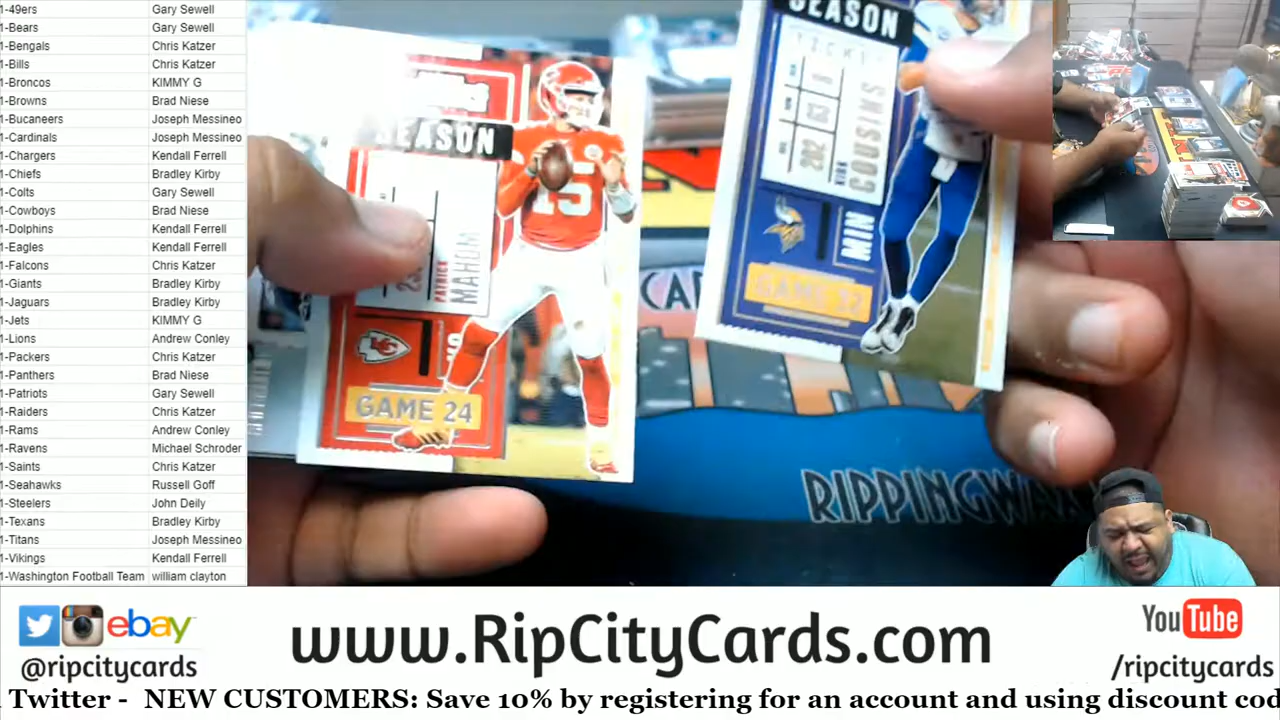 1-49ers Gary Sewell
1-Bears Gary Sewell
1-Bengals Chris Katzer
1-Bills Chris Katzer
1-Broncos KIMMY G
1-Browns Brad Niese
1-Bucaneers Joseph Messineo
1-Cardinals Joseph Messineo
1-Chargers Kendall Ferrell
1-Chiefs Bradley Kirby
1-Colts Gary Sewell
1-Cowboys Brad Niese
1-Dolphins Kendall Ferrell
1-Eagles Kendall Ferrell
1-Falcons Chris Katzer
1-Giants Bradley Kirby
1-Jaguars Bradley Kirby
1-Jets KIMMY G
1-Lions Andrew Conley
1-Packers Chris Katzer
1-Panthers Brad Niese
1-Patriots Gary Sewell
1-Raiders Chris Katzer
1-Rams Andrew Conley
1-Ravens Michael Schroder
1-Saints Chris Katzer
1-Seahawks Russell Goff
1-Steelers John Deily
1-Texans Bradley Kirby
1-Titans Joseph Messineo
1-Vikings Kendall Ferrell
1-Washington Football Team william clayton
SEASON
PATRICK
MAHOM
KC
GAME 24
15
SEASON
KIRK
COUSINS
MIN
GAME 22
RIPPINGWAX
ebay
@ripcitycards
www.RipCityCards.com
YouTube
/ripcitycards
Twitter - NEW CUSTOMERS: Save 10% by registering for an account and using discount cod